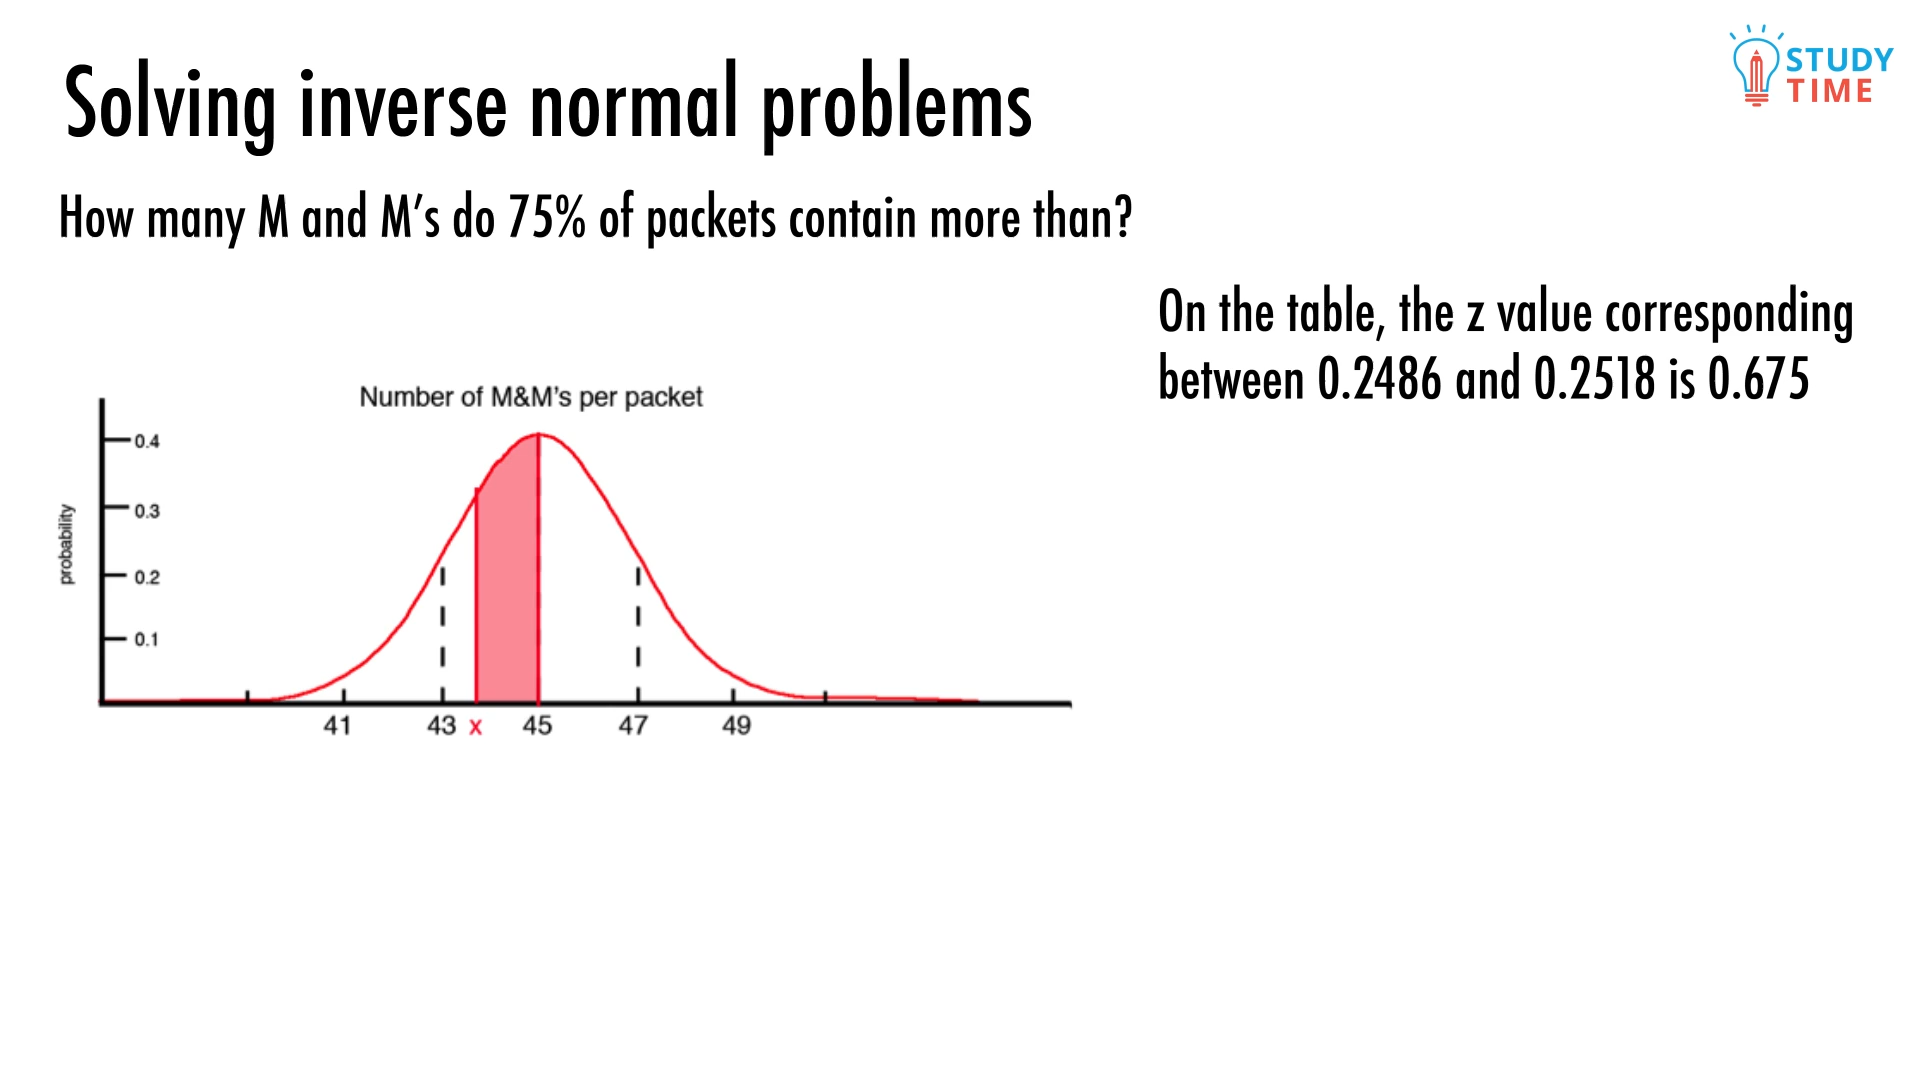 Solving inverse normal problems
STUDY
TIME
How many M and M’s do 75% of packets contain more than?
On the table, the z value corresponding
between 0.2486 and 0.2518 is 0.675
Number of M&M’s per packet
0.4
0.3
0.2
0.1
probability
41 43 x 45 47 49